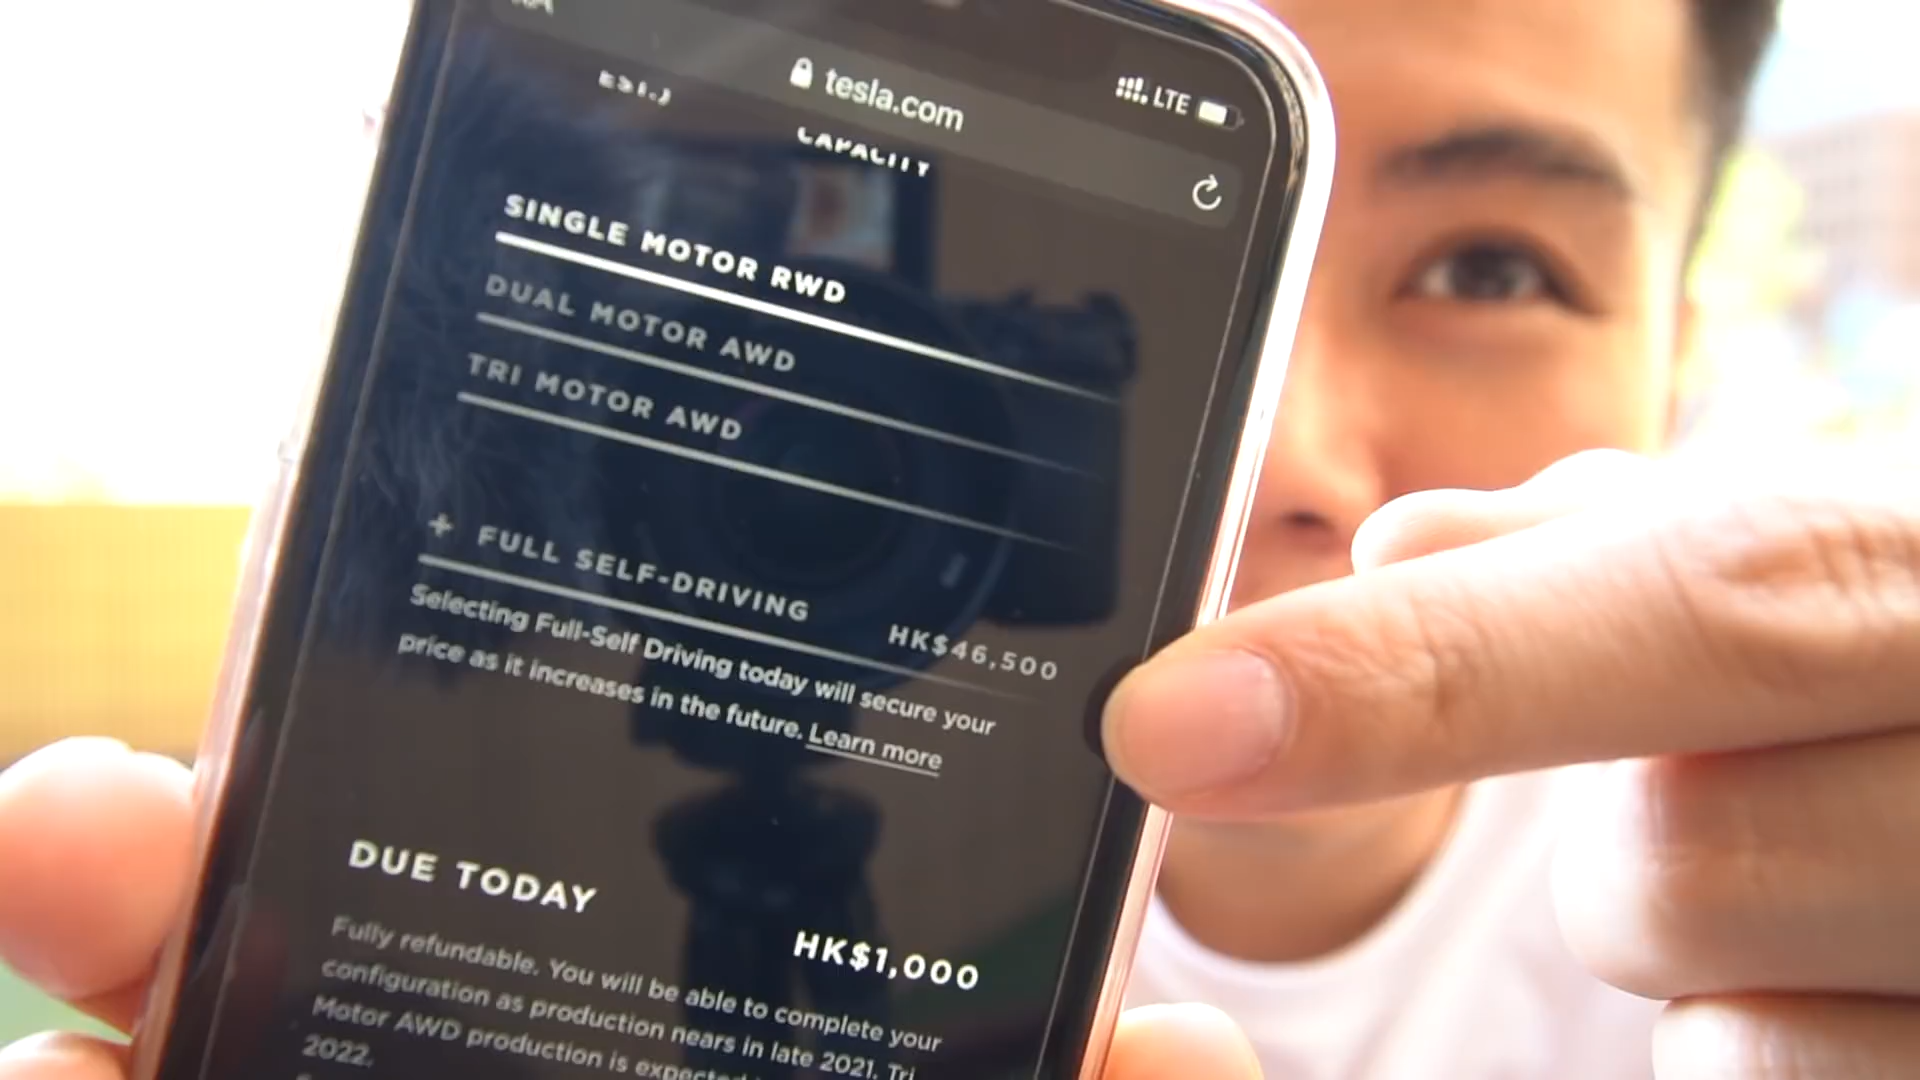 tesla.com
LTE
CAPACITY
SINGLE MOTOR RWD
DUAL MOTOR AWD
TRI MOTOR AWD
+ FULL SELF-DRIVING
HK$46,500
Selecting Full-Self Driving today will secure your
price as it increases in the future. Learn more
DUE TODAY
HK$1,000
Fully refundable. You will be able to complete your
configuration as production nears in late 2021. Tri
Motor AWD production is expected
2022.